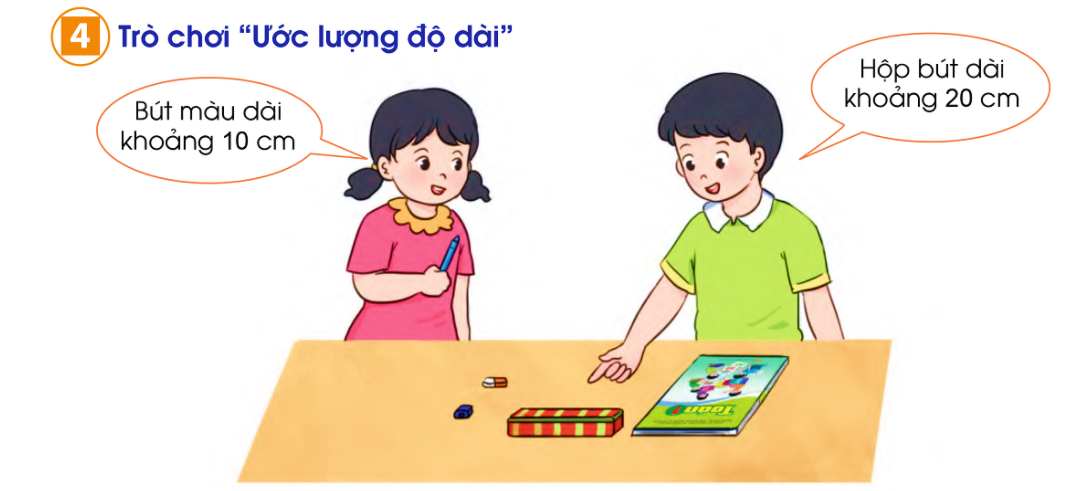 4 Trò chơi “Ước lượng độ dài”
Bút màu dài
khoảng 10 cm
Hộp bút dài
khoảng 20 cm
Toán 1